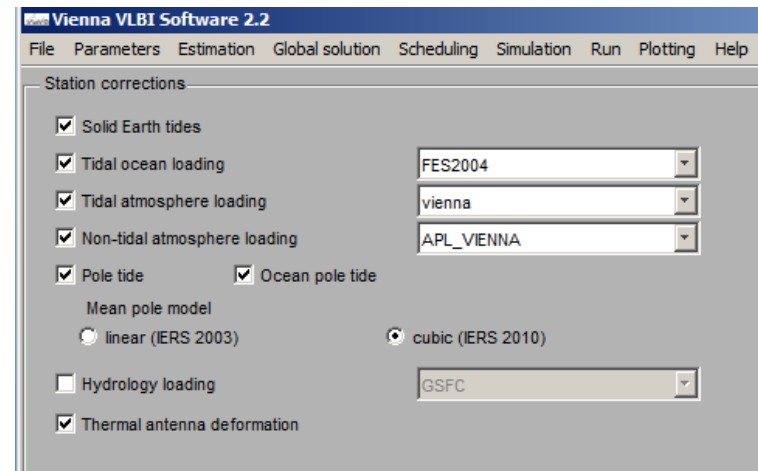 Vienna VLBI Software 2.2
File Parameters Estimation Global solution Scheduling Simulation Run Plotting Help
Station corrections
Solid Earth tides
Tidal ocean loading FES2004
Tidal atmosphere loading vienna
Non-tidal atmosphere loading APL_VIENNA
Pole tide Ocean pole tide
Mean pole model
linear (IERS 2003) cubic (IERS 2010)
Hydrology loading GSFC
Thermal antenna deformation